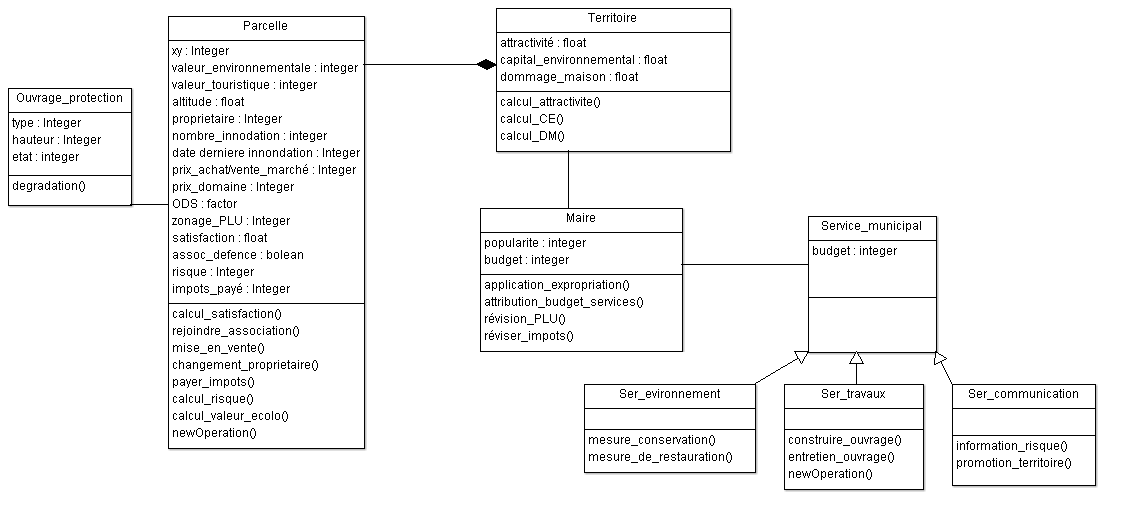 Ouvrage_protection
type : Integer
hauteur : Integer
etat : integer
degradation()
Parcelle
xy : Integer
valeur_environnementale : integer
valeur_touristique : integer
altitude : float
proprietaire : Integer
nombre_innodation : integer
date derniere innondation : Integer
prix_achat/vente_marché : Integer
prix_domaine : Integer
ODS : factor
zonage_PLU : Integer
satisfaction : float
assoc_defence : bolean
risque : Integer
impots_payé : Integer
calcul_satisfaction()
rejoindre_association()
mise_en_vente()
changement_proprietaire()
payer_impots()
calcul_risque()
calcul_valeur_ecolo()
newOperation()
Territoire
attractivité : float
capital_environnemental : float
dommage_maison : float
calcul_attractivite()
calcul_CE()
calcul_DM()
Maire
popularite : integer
budget : integer
application_expropriation()
attribution_budget_services()
révision_PLU()
réviser_impots()
Service_municipal
budget : integer
Ser_evironnement
mesure_conservation()
mesure_de_restauration()
Ser_travaux
construire_ouvrage()
entretien_ouvrage()
newOperation()
Ser_communication
information_risque()
promotion_territoire()